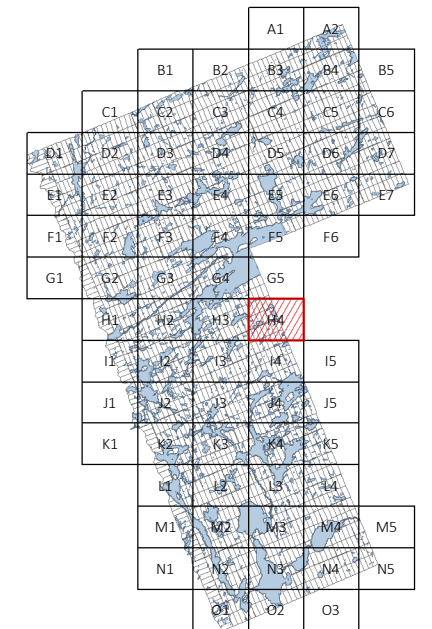 A1 A2
B1 B2 B3 B4 B5
C1 C2 C3 C4 C5 C6
D1 D2 D3 D4 D5 D6 D7
E1 E2 E3 E4 E5 E6 E7
F1 F2 F3 F4 F5 F6
G1 G2 G3 G4 G5
H1 H2 H3 H4
I1 I2 I3 I4 I5
J1 J2 J3 J4 J5
K1 K2 K3 K4 K5
L1 L2 L3 L4
M1 M2 M3 M4 M5
N1 N2 N3 N4 N5
O1 O2 O3